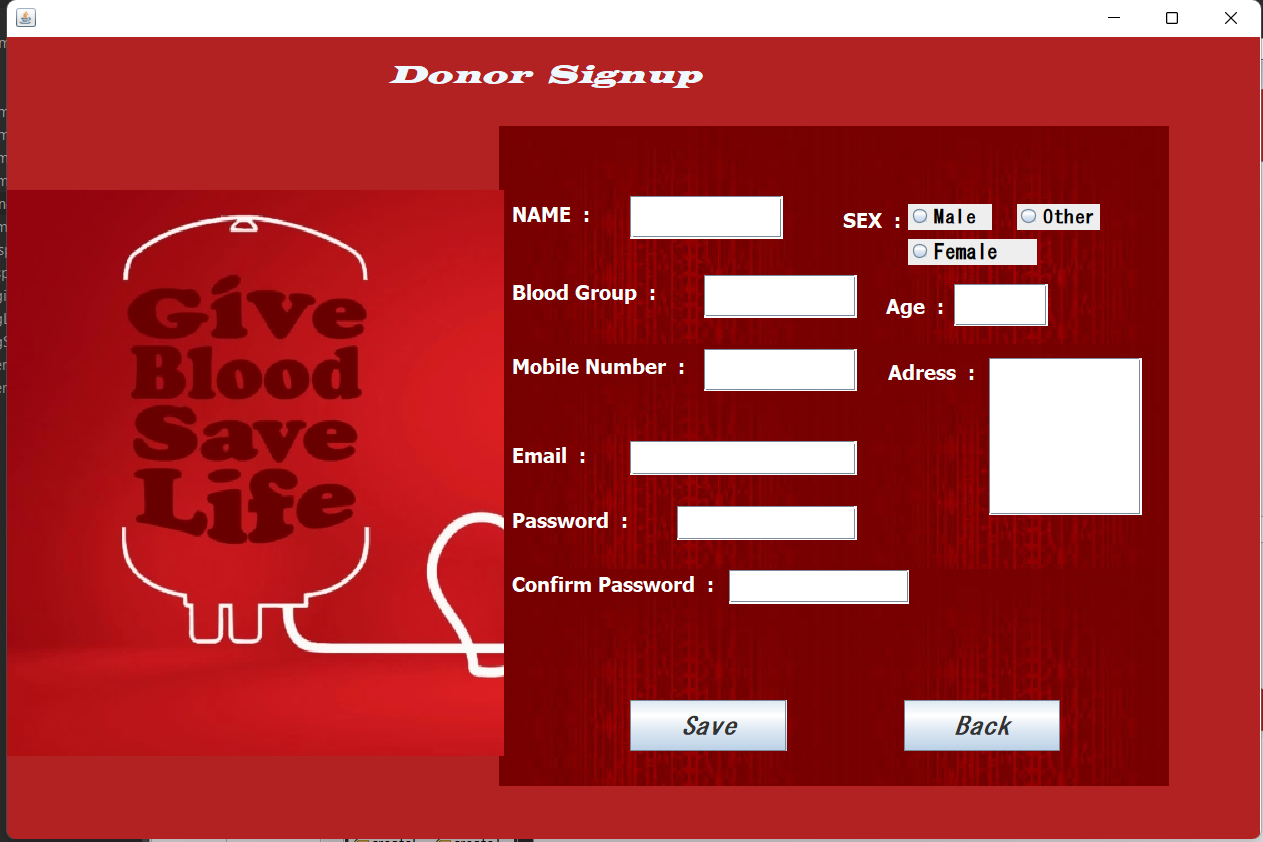 Donor Signup
Give
Blood
Save
Life
NAME :
SEX :
Male
Other
Female
Blood Group :
Age :
Mobile Number :
Adress :
Email :
Password :
Confirm Password :
Save
Back